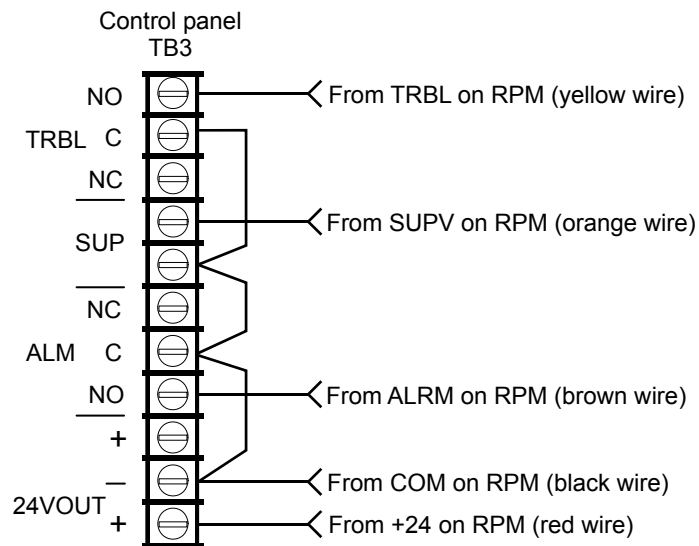 Control panel
TB3
NO
From TRBL on RPM (yellow wire)
TRBL C
NC
From SUPV on RPM (orange wire)
SUP
NC
ALM C
NO
From ALRM on RPM (brown wire)
+
–
From COM on RPM (black wire)
24VOUT
+
From +24 on RPM (red wire)